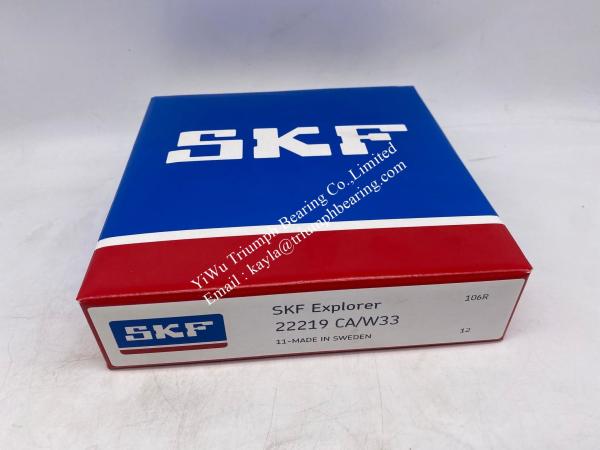 SKF
YiWu Triumph Bearing Co.,Limited
Email : kayla@triumphbearing.com
SKF
SKF Explorer
22219 CA/W33
11-MADE IN SWEDEN
106R
12